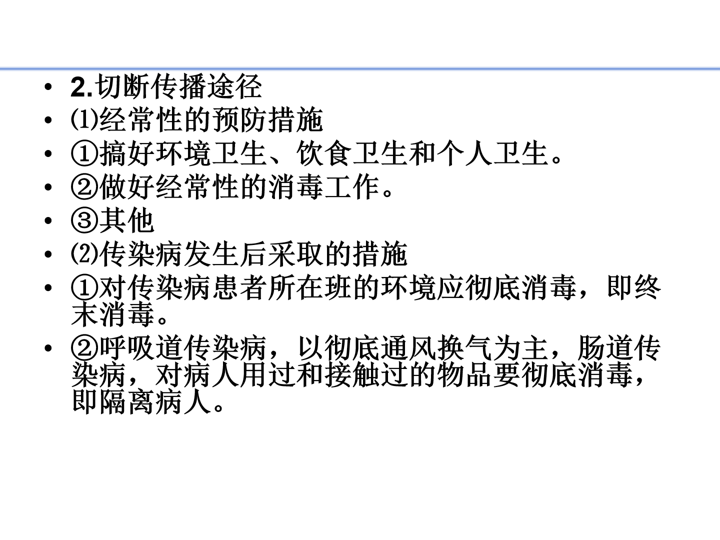 • 2.切断传播途径
• ⑴经常性的预防措施
• ①搞好环境卫生、饮食卫生和个人卫生。
• ②做好经常性的消毒工作。
• ③其他
• ⑵传染病发生后采取的措施
• ①对传染病患者所在班的环境应彻底消毒，即终
末消毒。
• ②呼吸道传染病，以彻底通风换气为主，肠道传
染病，对病人用过和接触过的物品要彻底消毒，
即隔离病人。